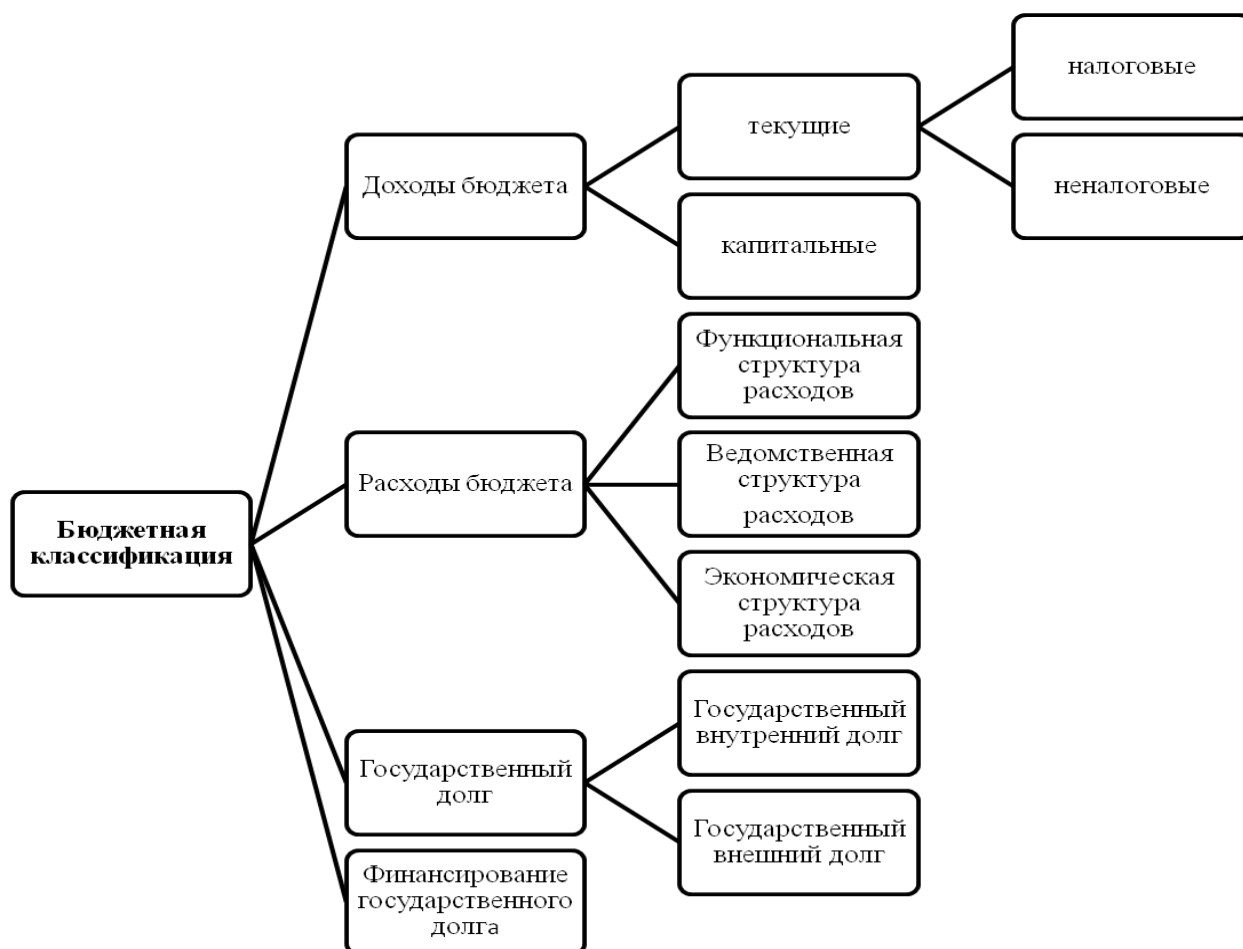 налоговые
текущие
неналоговые
Доходы бюджета
капитальные
Функциональная
структура
расходов
Ведомственная
структура
расходов
Расходы бюджета
Бюджетная
классификация
Экономическая
структура
расходов
Государственный
внутренний долг
Государственный
долг
Государственный
внешний долг
Финансирование
государственного
долга